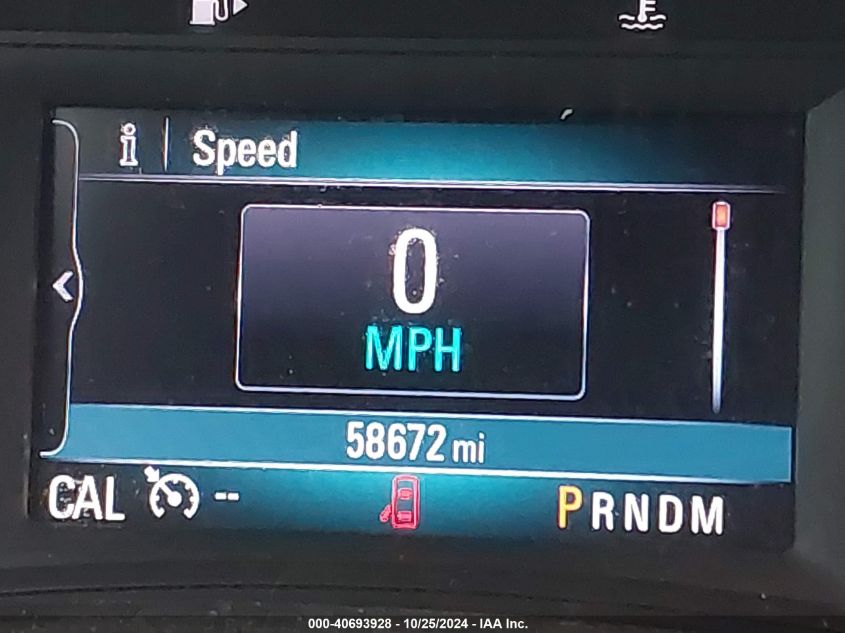 i Speed
0
MPH
58672 mi
CAL -- PRNDM
000-40693928 - 10/25/2024 - IAA Inc.